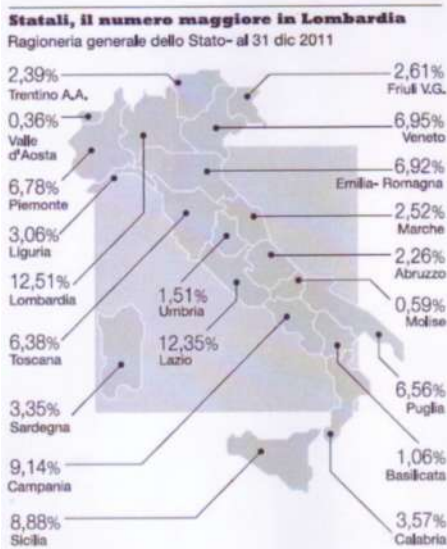 Statali, il numero maggiore in Lombardia
Ragioneria generale dello Stato- al 31 dic 2011
2,39%
Trentino A.A.
0,36%
Valle
d'Aosta
6,78%
Piemonte
3,06%
Liguria
12,51%
Lombardia
6,38%
Toscana
3,35%
Sardegna
9,14%
Campania
8,88%
Sicilia
1,51%
Umbria
12,35%
Lazio
2,61%
Friuli V.G.
6,95%
Veneto
6,92%
Emilia- Romagna
2,52%
Marche
2,26%
Abruzzo
0,59%
Molise
6,56%
Puglia
1,06%
Basilicata
3,57%
Calabria